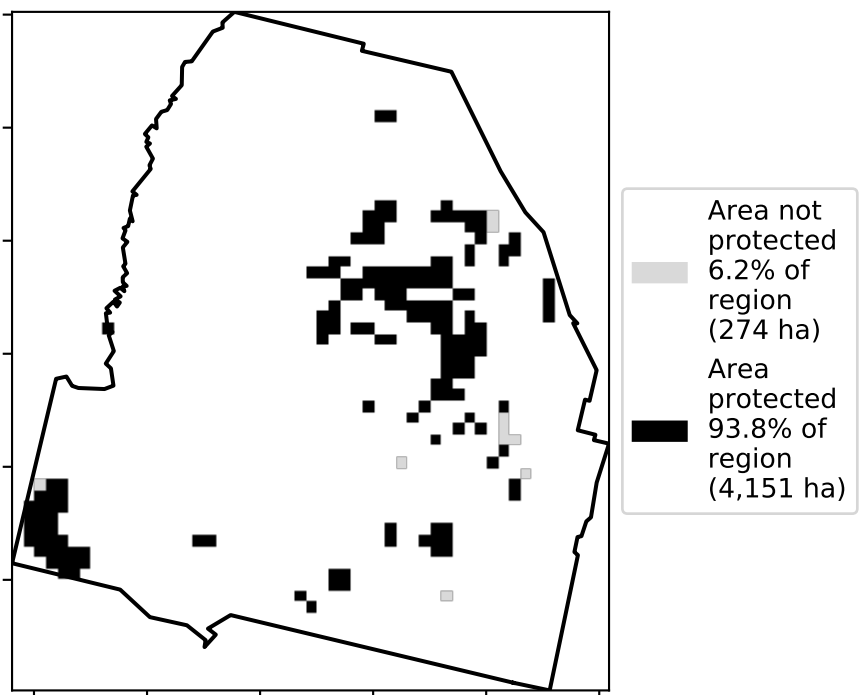 Area not
protected
6.2% of
region
(274 ha)
Area
protected
93.8% of
region
(4,151 ha)